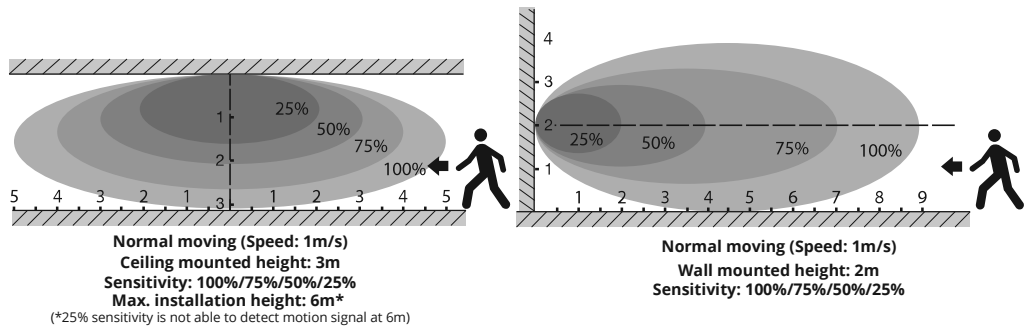 1
2
3
25%
50%
75%
100%
5 4 3 2 1 1 2 3 4 5
Normal moving (Speed: 1m/s)
Ceiling mounted height: 3m
Sensitivity: 100%/75%/50%/25%
Max. installation height: 6m*
(*25% sensitivity is not able to detect motion signal at 6m)
4
3
2
1
25% 50% 75% 100%
1 2 3 4 5 6 7 8 9
Normal moving (Speed: 1m/s)
Wall mounted height: 2m
Sensitivity: 100%/75%/50%/25%